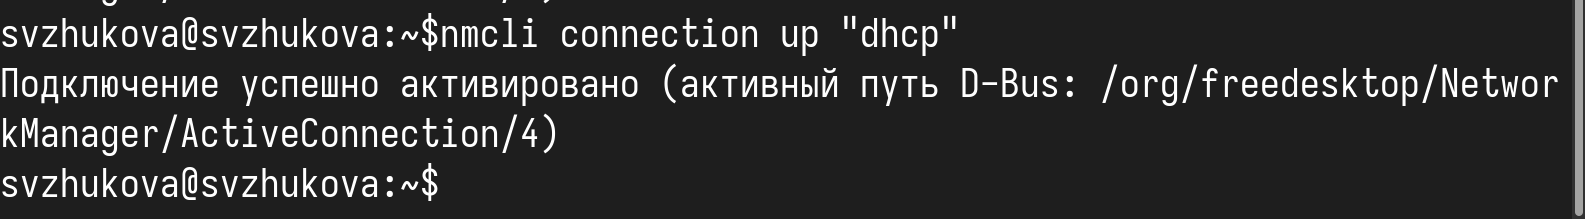 svzhukova@svzhukova:~$nmcli connection up "dhcp"
Подключение успешно активировано (активный путь D-Bus: /org/freedesktop/Networ
kManager/ActiveConnection/4)
svzhukova@svzhukova:~$